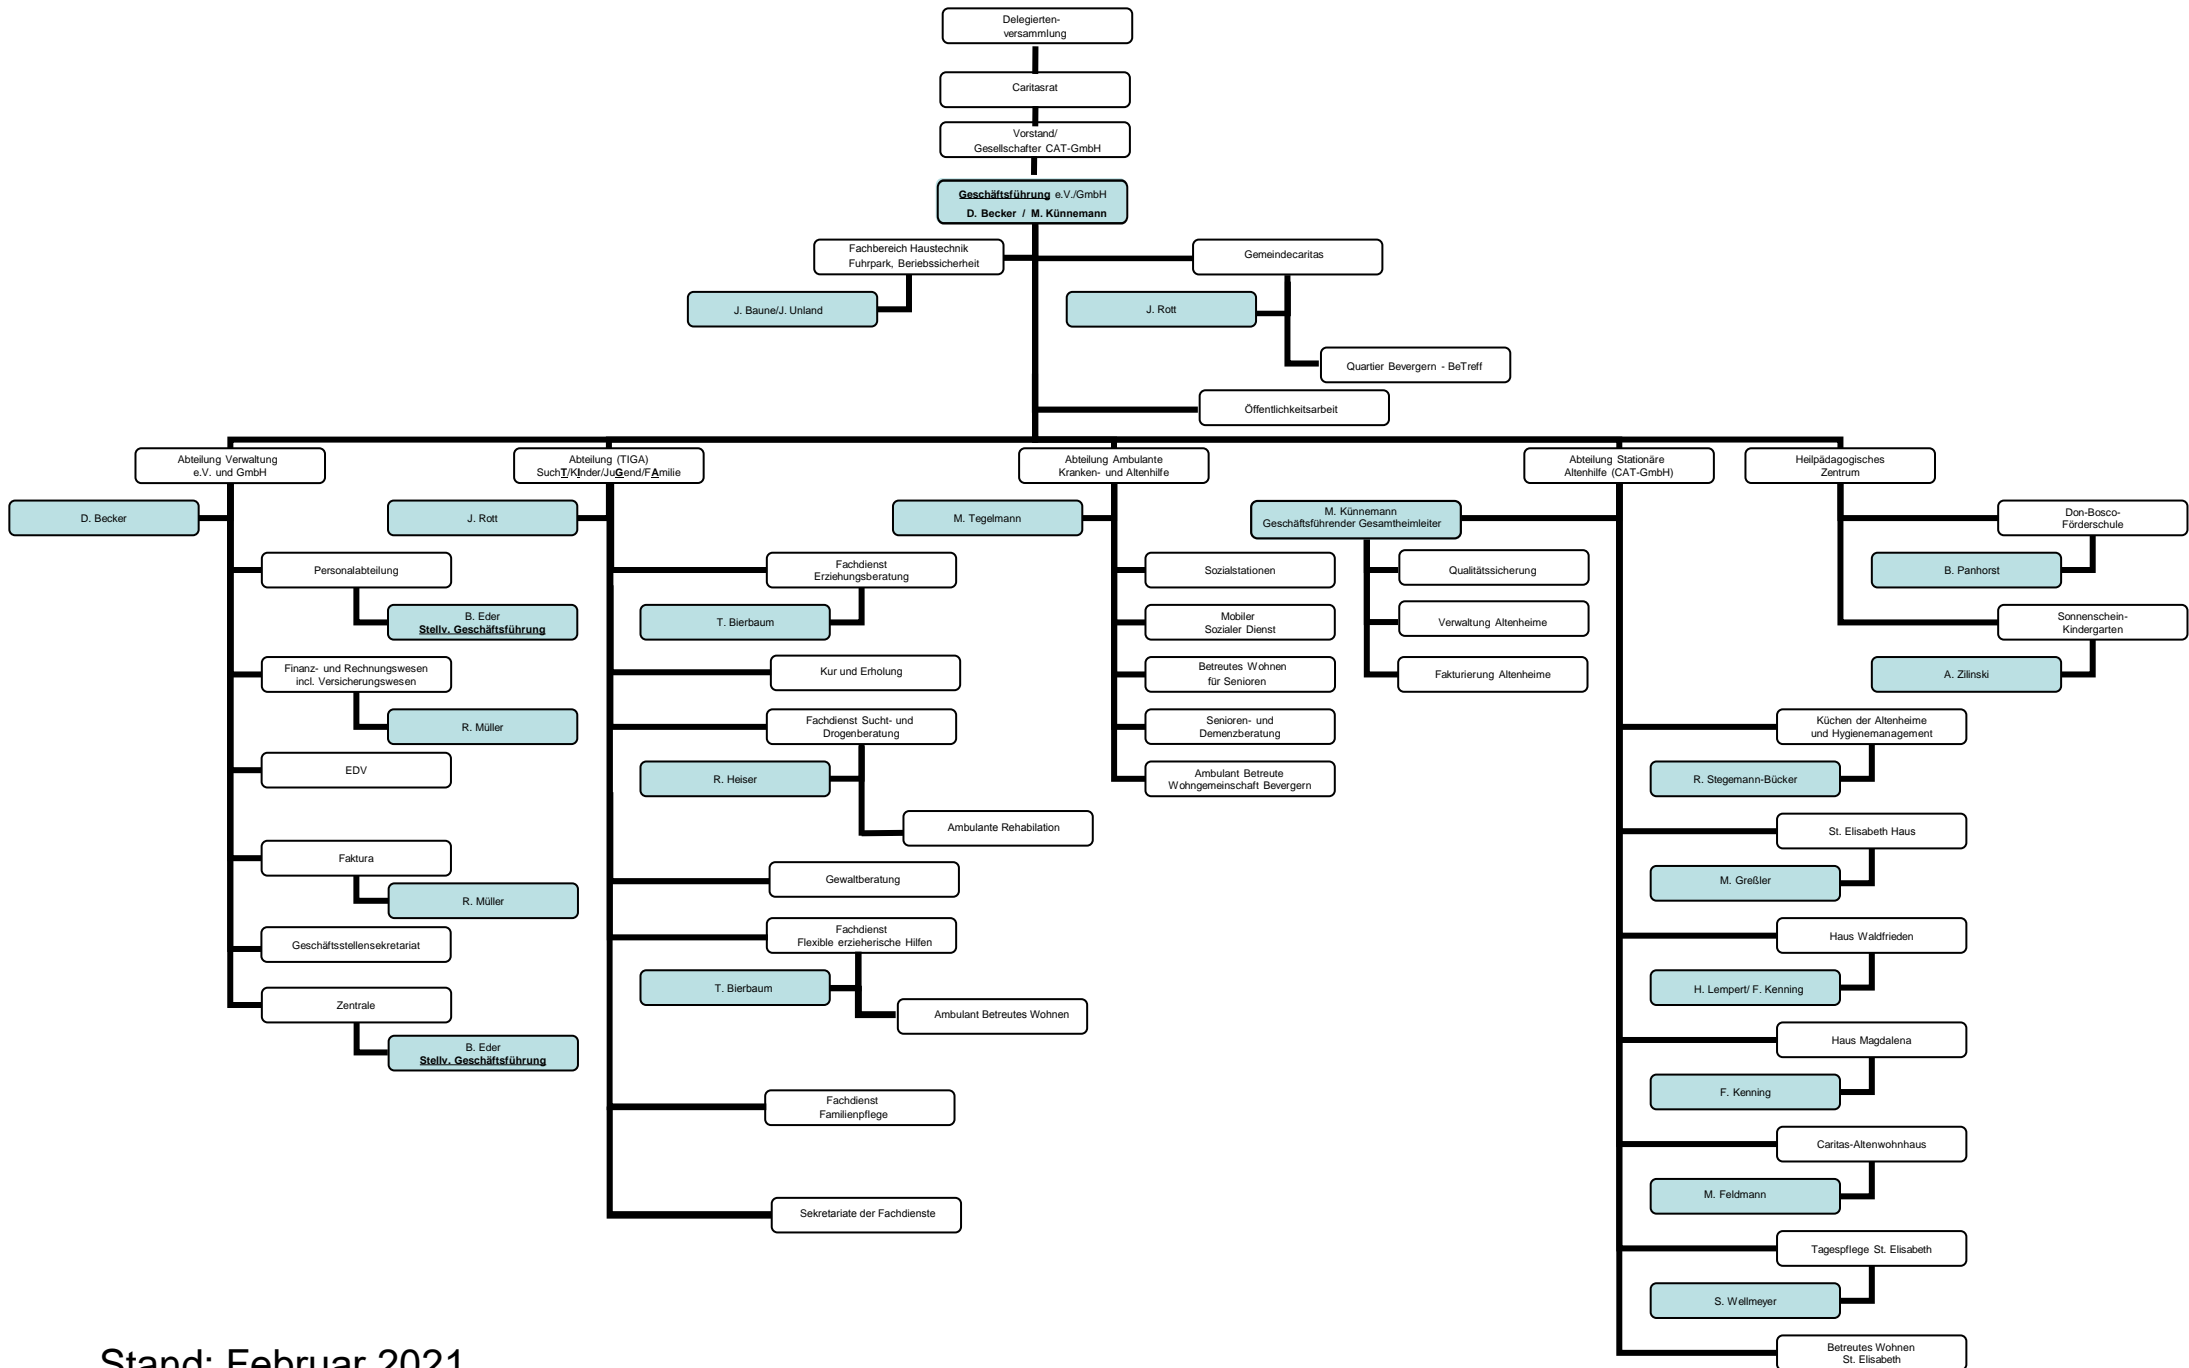 Delegierten-
versammlung
Caritasrat
Vorstand/
Gesellschafter CAT-GmbH
Geschäftsführung e.V./GmbH
D. Becker / M. Künnemann
Fachbereich Haustechnik
Fuhrpark, Beriebssicherheit
Gemeindecaritas
J. Baune/J. Unland
J. Rott
Quartier Bevergern - BeTreff
Öffentlichkeitsarbeit
Abteilung Verwaltung
e.V. und GmbH
D. Becker
Personalabteilung
B. Eder
Stellv. Geschäftsführung
Finanz- und Rechnungswesen
incl. Versicherungswesen
R. Müller
EDV
Faktura
R. Müller
Geschäftsstellensekretariat
Zentrale
B. Eder
Stellv. Geschäftsführung
Abteilung (TIGA)
SuchT/KInder/JuGend/FAmilie
J. Rott
Fachdienst
Erziehungsberatung
T. Bierbaum
Kur und Erholung
Fachdienst Sucht- und
Drogenberatung
R. Heiser
Ambulante Rehabilation
Gewaltberatung
Fachdienst
Flexible erzieherische Hilfen
T. Bierbaum
Ambulant Betreutes Wohnen
Fachdienst
Familienpflege
Sekretariate der Fachdienste
Abteilung Ambulante
Kranken- und Altenhilfe
M. Tegelmann
Sozialstationen
Mobiler
Sozialer Dienst
Betreutes Wohnen
für Senioren
Senioren- und
Demenzberatung
Ambulant Betreute
Wohngemeinschaft Bevergern
Abteilung Stationäre
Altenhilfe (CAT-GmbH)
M. Künnemann
Geschäftsführender Gesamtheimleiter
Qualitätssicherung
Verwaltung Altenheime
Fakturierung Altenheime
Küchen der Altenheime
und Hygienemanagement
R. Stegemann-Bücker
St. Elisabeth Haus
M. Greßler
Haus Waldfrieden
H. Lempert/ F. Kenning
Haus Magdalena
F. Kenning
Caritas-Altenwohnhaus
M. Feldmann
Tagespflege St. Elisabeth
S. Wellmeyer
Betreutes Wohnen
St. Elisabeth
Heilpädagogisches
Zentrum
Don-Bosco-
Förderschule
B. Panhorst
Sonnenschein-
Kindergarten
A. Zilinski
Stand: Februar 2021